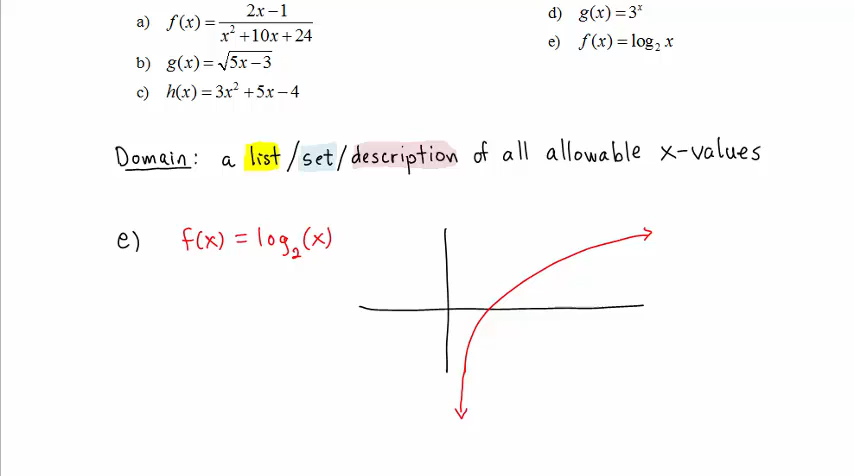 a) f(x) = (2x − 1)/(x² + 10x + 24)
d) g(x) = 3ˣ
b) g(x) = √(5x − 3)
e) f(x) = log₂ x
c) h(x) = 3x² + 5x − 4
Domain: a list/set/description of all allowable x-values
e) f(x) = log₂(x)